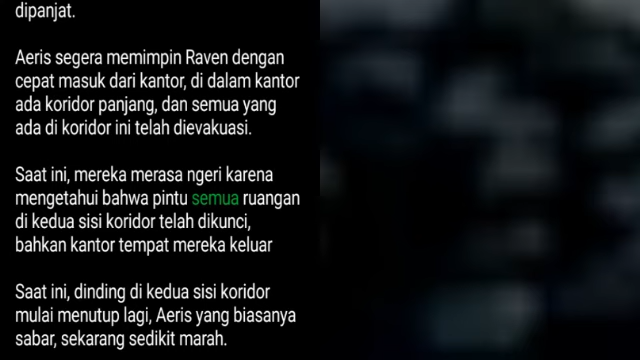 dipanjat.
Aeris segera memimpin Raven dengan
cepat masuk dari kantor, di dalam kantor
ada koridor panjang, dan semua yang
ada di koridor ini telah dievakuasi.
Saat ini, mereka merasa ngeri karena
mengetahui bahwa pintu semua ruangan
di kedua sisi koridor telah dikunci,
bahkan kantor tempat mereka keluar
Saat ini, dinding di kedua sisi koridor
mulai menutup lagi, Aeris yang biasanya
sabar, sekarang sedikit marah.